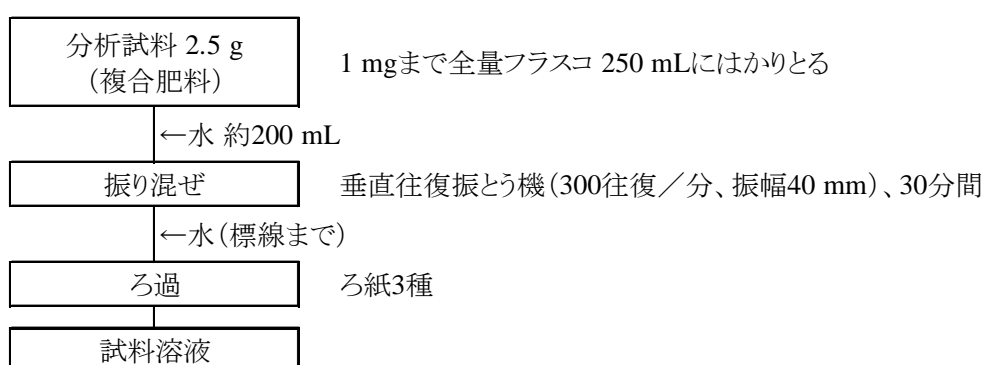 分析試料 2.5 g
(複合肥料)
1 mgまで全量フラスコ 250 mLにはかりとる
←水 約200 mL
振り混ぜ
垂直往復振とう機(300往復/分、振幅40 mm)、30分間
←水(標線まで)
ろ過
ろ紙3種
試料溶液